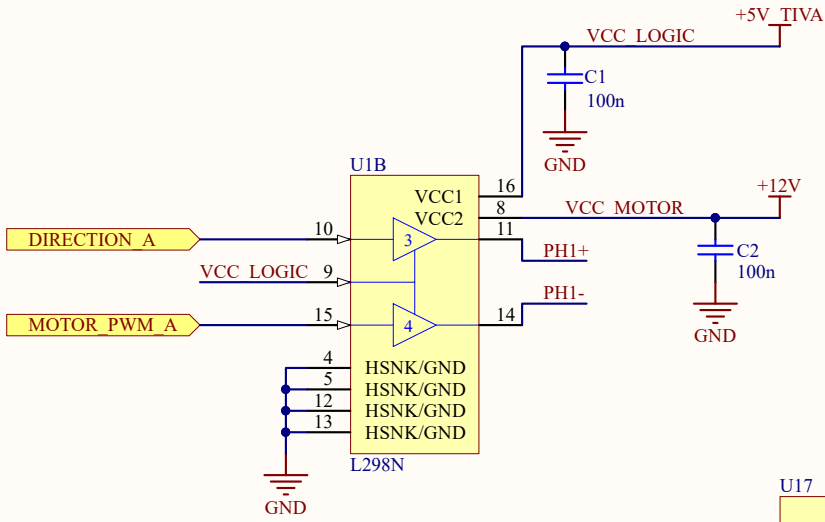 +5V_TIVA
VCC_LOGIC
C1
100n
GND
U1B
VCC1
16
+12V
VCC2
8
VCC_MOTOR
DIRECTION_A
10
3
11
PH1+
C2
100n
VCC_LOGIC
9
PH1-
MOTOR_PWM_A
15
4
14
GND
4
HSNK/GND
5
HSNK/GND
12
HSNK/GND
13
HSNK/GND
L298N
GND
U17